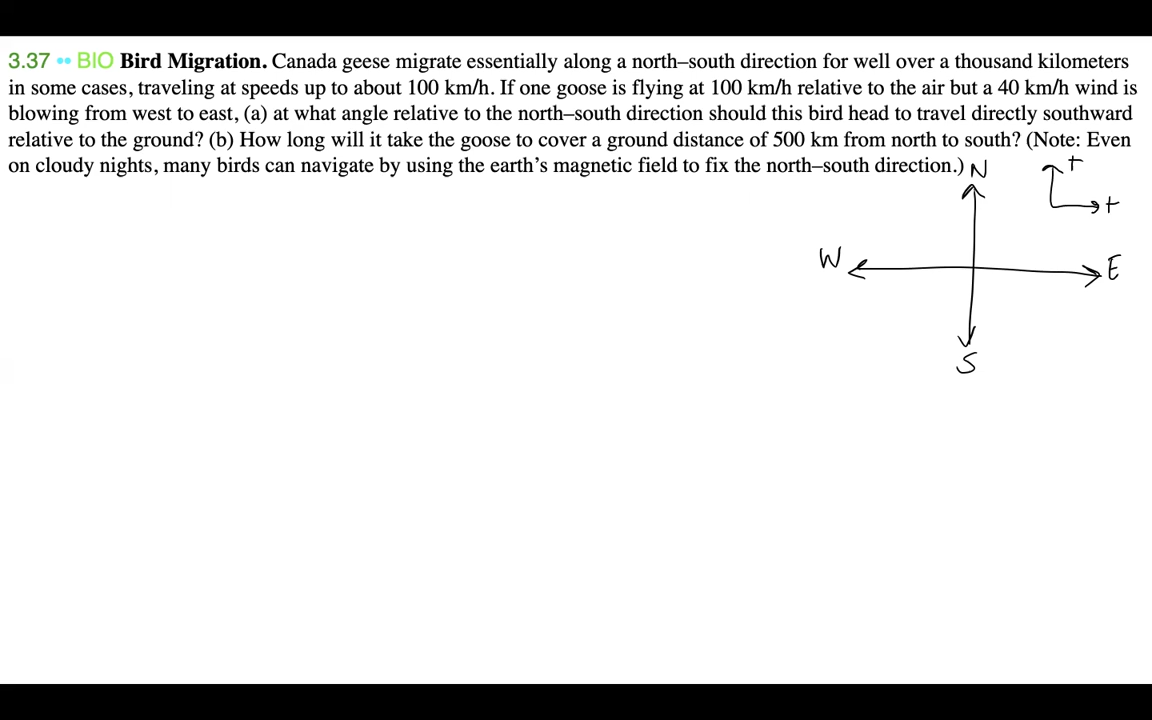 3.37 •• BIO Bird Migration. Canada geese migrate essentially along a north–south direction for well over a thousand kilometers
in some cases, traveling at speeds up to about 100 km/h. If one goose is flying at 100 km/h relative to the air but a 40 km/h wind is
blowing from west to east, (a) at what angle relative to the north–south direction should this bird head to travel directly southward
relative to the ground? (b) How long will it take the goose to cover a ground distance of 500 km from north to south? (Note: Even
on cloudy nights, many birds can navigate by using the earth's magnetic field to fix the north–south direction.)
N
+
+
W
E
S